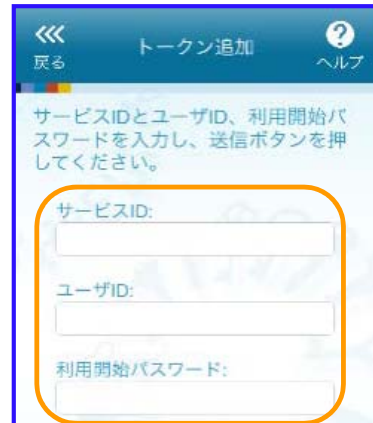 戻る
トークン追加
?
ヘルプ
サービスIDとユーザID、利用開始パ
スワードを入力し、送信ボタンを押
してください。
サービスID:
ユーザID:
利用開始パスワード: